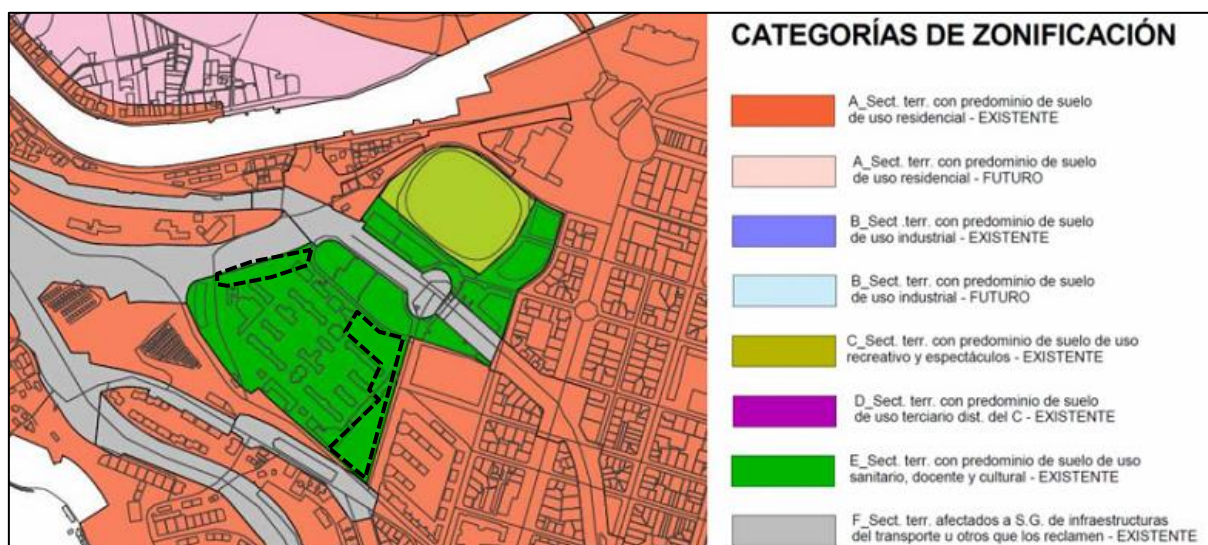 CATEGORÍAS DE ZONIFICACIÓN
A_Sect. terr. con predominio de suelo
de uso residencial - EXISTENTE
A_Sect. terr. con predominio de suelo
de uso residencial - FUTURO
B_Sect .terr. con predominio de suelo
de uso industrial - EXISTENTE
B_Sect. terr. con predominio de suelo
de uso industrial - FUTURO
C_Sect. terr. con predominio de suelo de uso
recreativo y espectáculos - EXISTENTE
D_Sect. terr. con predominio de suelo
de uso terciario dist. del C - EXISTENTE
E_Sect. terr. con predominio de suelo de uso
sanitario, docente y cultural - EXISTENTE
F_Sect. terr. afectados a S.G. de infraestructuras
del transporte u otros que los reclamen - EXISTENTE